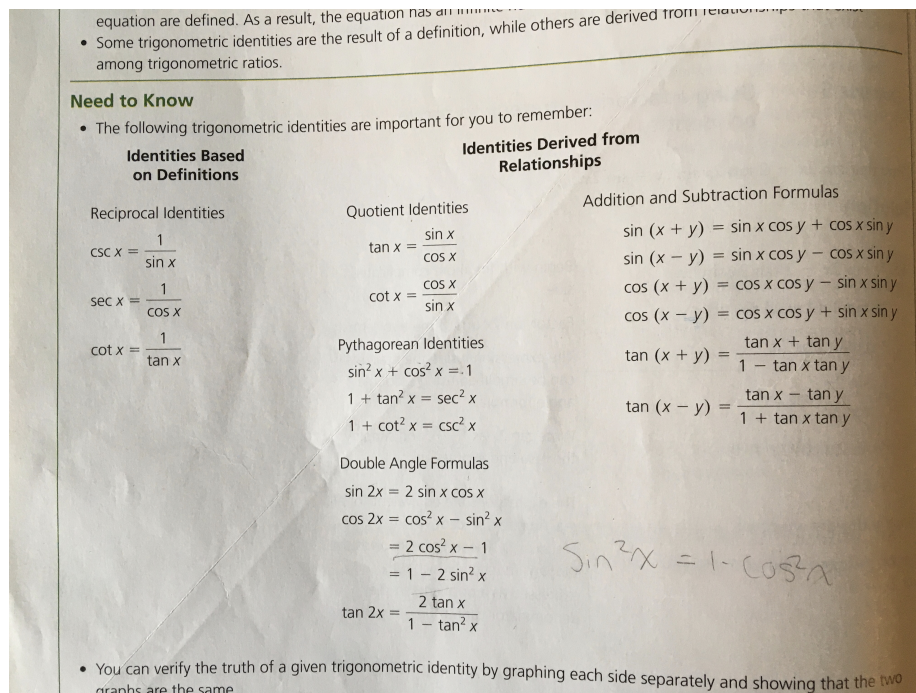 equation are defined. As a result, the equation has an
• Some trigonometric identities are the result of a definition, while others are derived from relationships that exist
among trigonometric ratios.
Need to Know
• The following trigonometric identities are important for you to remember:
Identities Based
on Definitions
Reciprocal Identities
csc x = 1/sin x
sec x = 1/cos x
cot x = 1/tan x
Identities Derived from
Relationships
Quotient Identities
tan x = sin x/cos x
cot x = cos x/sin x
Pythagorean Identities
sin² x + cos² x = 1
1 + tan² x = sec² x
1 + cot² x = csc² x
Double Angle Formulas
sin 2x = 2 sin x cos x
cos 2x = cos² x − sin² x
= 2 cos² x − 1
= 1 − 2 sin² x
tan 2x = 2 tan x/1 − tan² x
Addition and Subtraction Formulas
sin (x + y) = sin x cos y + cos x sin y
sin (x − y) = sin x cos y − cos x sin y
cos (x + y) = cos x cos y − sin x sin y
cos (x − y) = cos x cos y + sin x sin y
tan (x + y) = tan x + tan y/1 − tan x tan y
tan (x − y) = tan x − tan y/1 + tan x tan y
Sin²x = 1 - cos²x
• You can verify the truth of a given trigonometric identity by graphing each side separately and showing that the two
graphs are the same